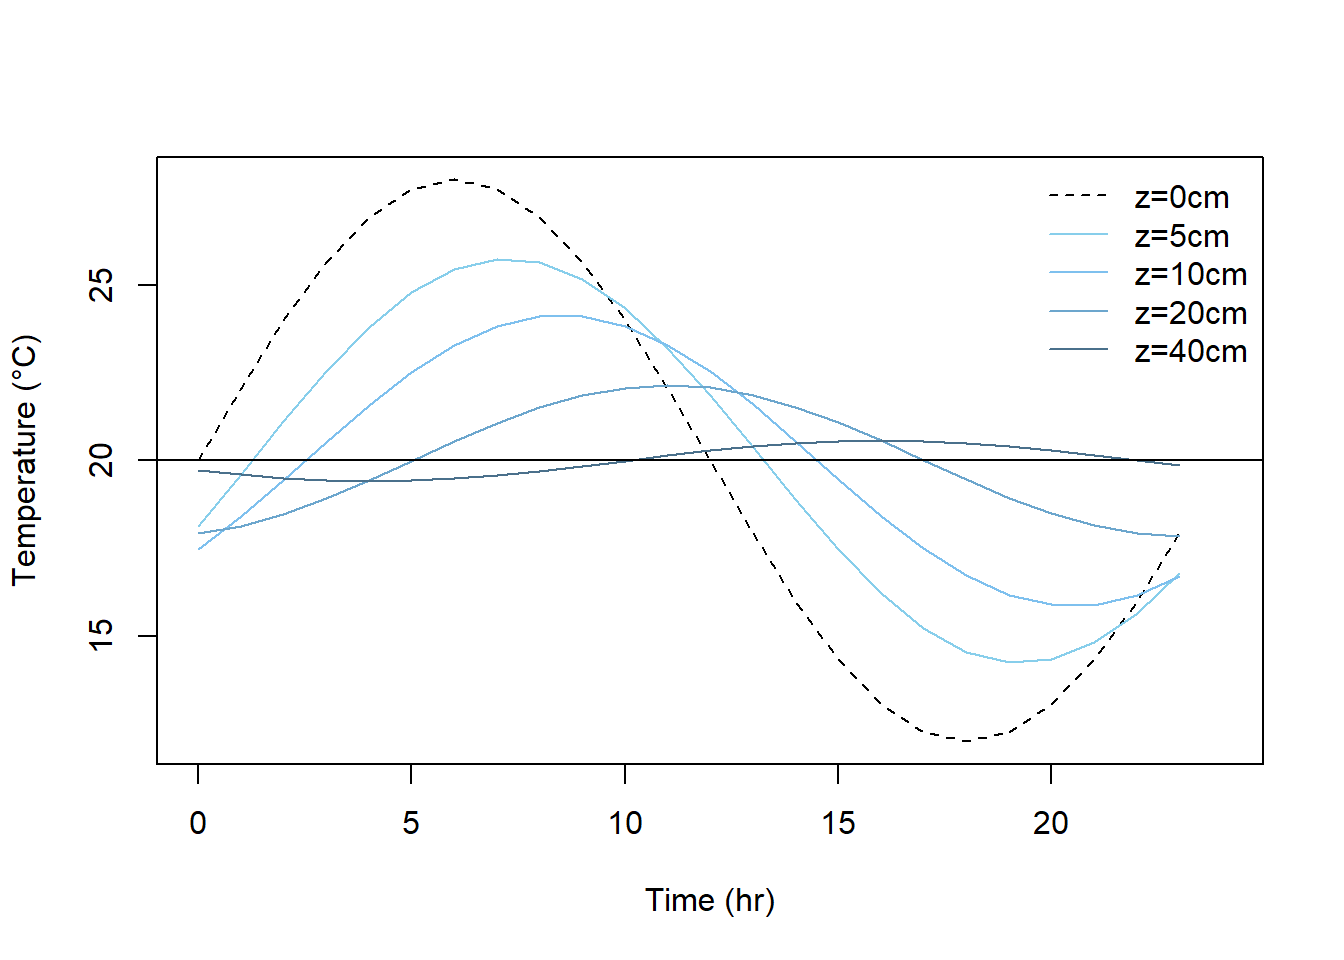 z=0cm
z=5cm
z=10cm
z=20cm
z=40cm
25
20
15
Temperature (°C)
0 5 10 15 20
Time (hr)